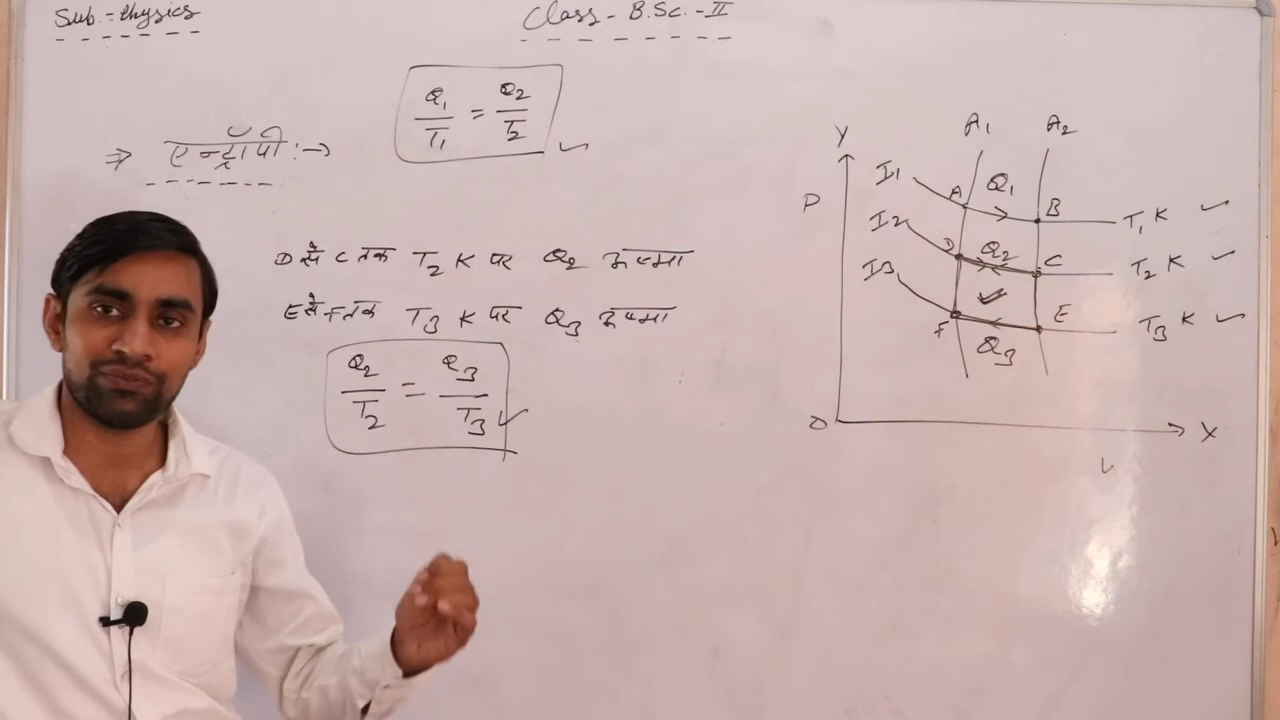 Sub.- Physics
Class - B.Sc.-II
Q₁/T₁ = Q₂/T₂
⇒ एन्ट्रॉपी :→
D से C तक T₂ K पर Q₂ ऊष्मा
E से F तक T₃ K पर Q₃ ऊष्मा
Q₂/T₂ = Q₃/T₃
A₁ A₂
Y
I₁ A Q₁ B T₁ K
P
I₂ D Q₂ C T₂ K
I3 F E T₃ K
Q₃
O X